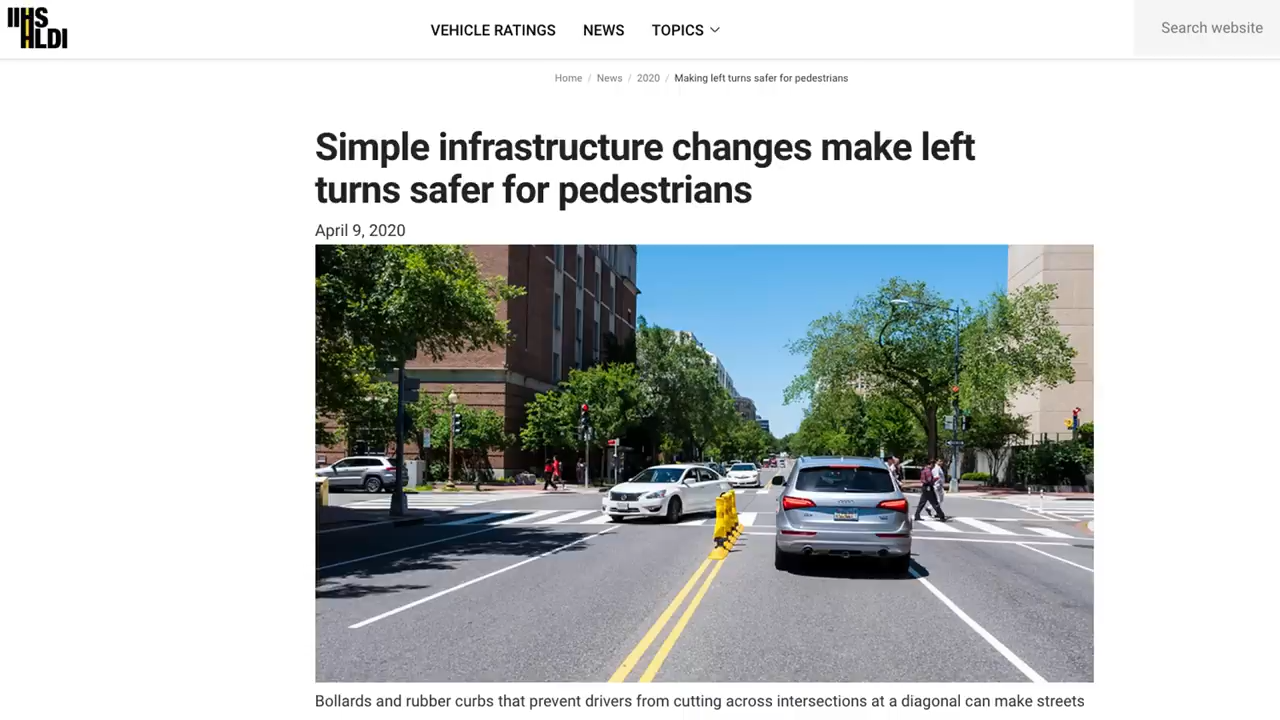 IIHS
HLDI
VEHICLE RATINGS
NEWS
TOPICS
Search website
Home / News / 2020 / Making left turns safer for pedestrians
Simple infrastructure changes make left
turns safer for pedestrians
April 9, 2020
Bollards and rubber curbs that prevent drivers from cutting across intersections at a diagonal can make streets